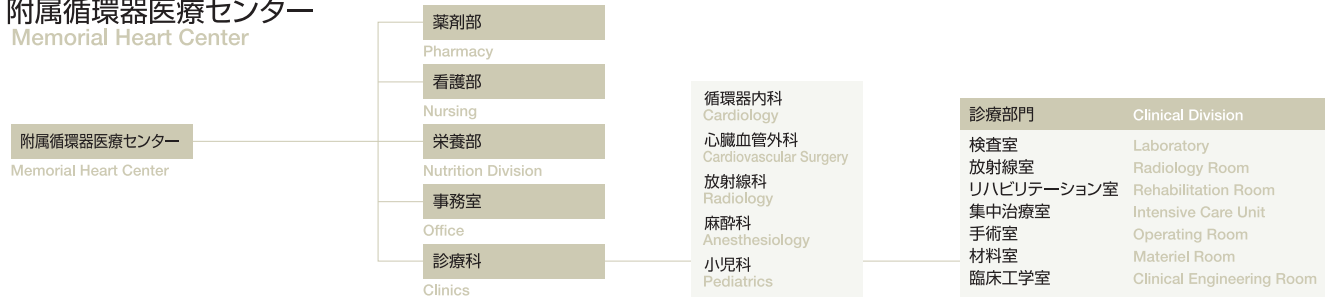 附属循環器医療センター
Memorial Heart Center
附属循環器医療センター
Memorial Heart Center
薬剤部
Pharmacy
看護部
Nursing
栄養部
Nutrition Division
事務室
Office
診療科
Clinics
循環器内科
Cardiology
心臓血管外科
Cardiovascular Surgery
放射線科
Radiology
麻酔科
Anesthesiology
小児科
Pediatrics
診療部門 Clinical Division
検査室 Laboratory
放射線室 Radiology Room
リハビリテーション室 Rehabilitation Room
集中治療室 Intensive Care Unit
手術室 Operating Room
材料室 Materiel Room
臨床工学室 Clinical Engineering Room